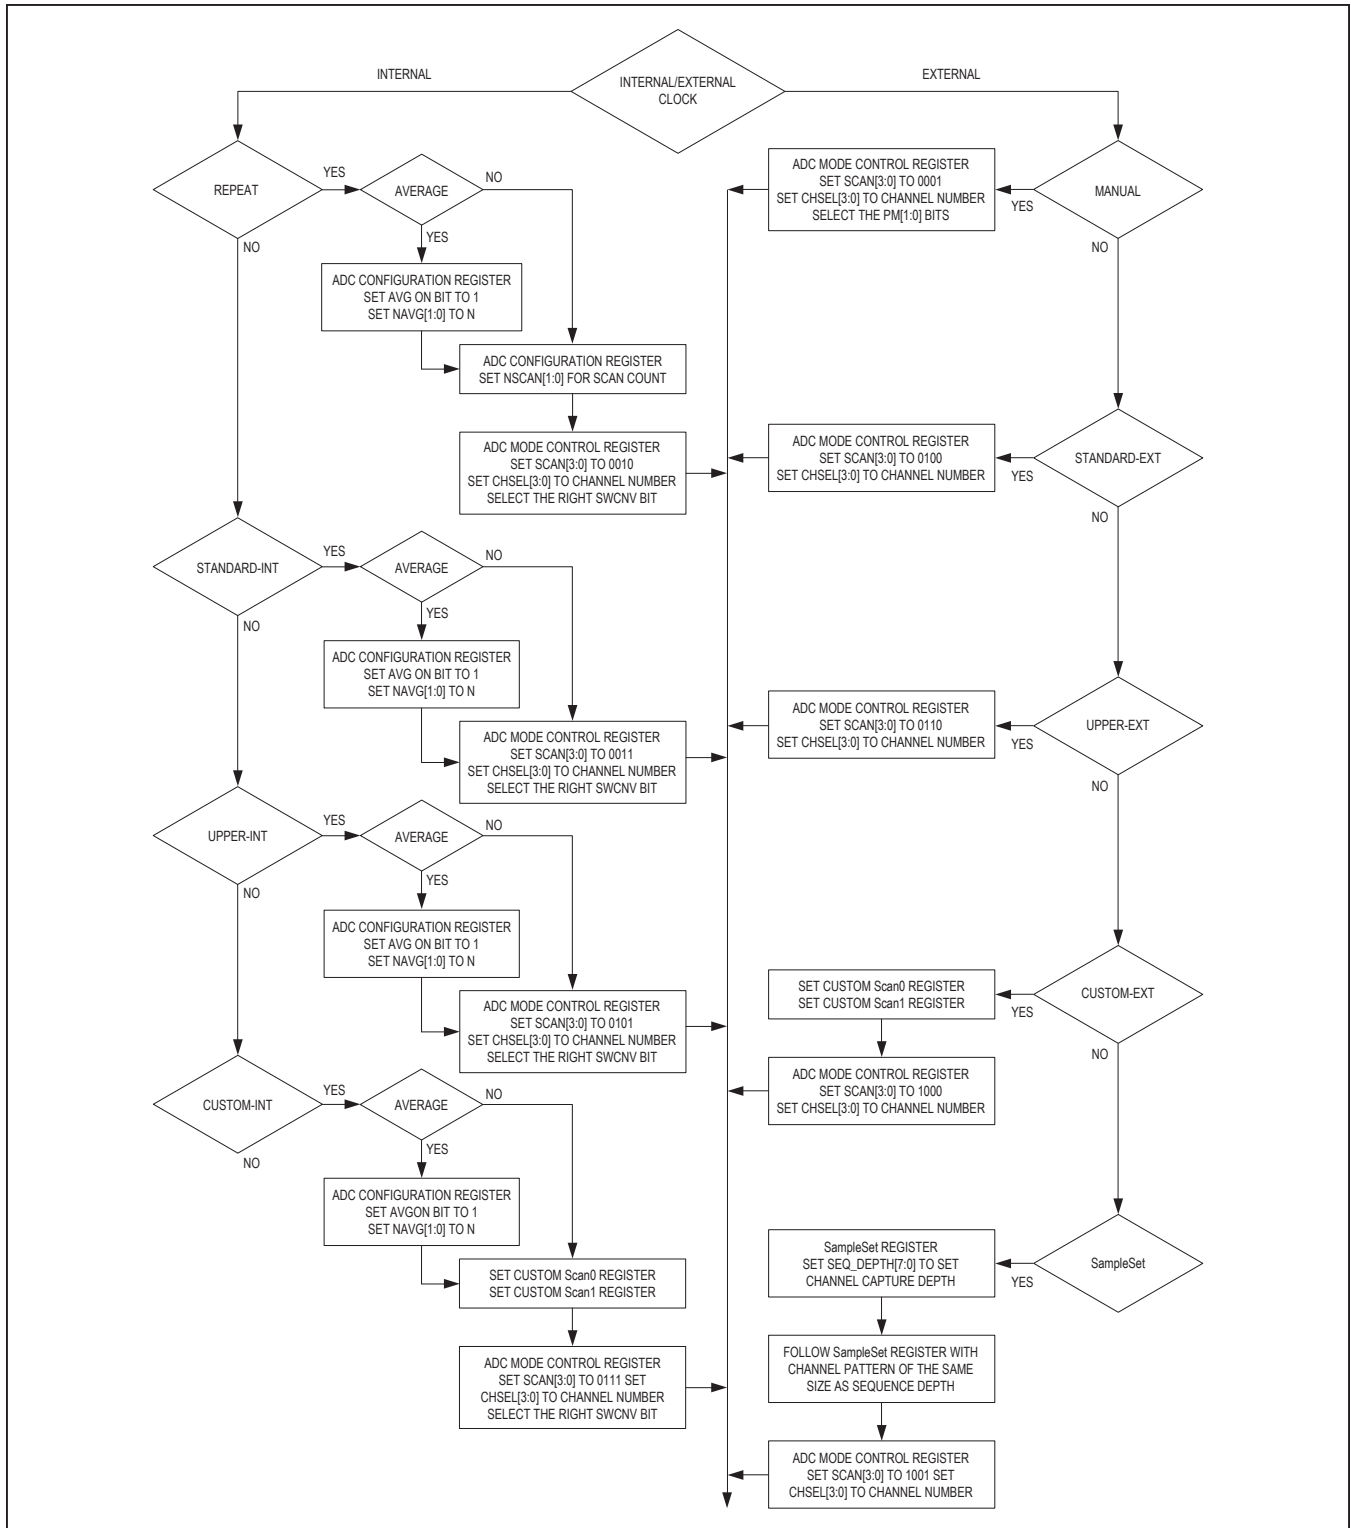 INTERNAL
INTERNAL/EXTERNAL
CLOCK
EXTERNAL
REPEAT
YES
AVERAGE
NO
YES
NO
ADC CONFIGURATION REGISTER
SET AVG ON BIT TO 1
SET NAVG[1:0] TO N
ADC CONFIGURATION REGISTER
SET NSCAN[1:0] FOR SCAN COUNT
ADC MODE CONTROL REGISTER
SET SCAN[3:0] TO 0010
SET CHSEL[3:0] TO CHANNEL NUMBER
SELECT THE RIGHT SWCNV BIT
STANDARD-INT
YES
AVERAGE
NO
YES
NO
ADC CONFIGURATION REGISTER
SET AVG ON BIT TO 1
SET NAVG[1:0] TO N
ADC MODE CONTROL REGISTER
SET SCAN[3:0] TO 0011
SET CHSEL[3:0] TO CHANNEL NUMBER
SELECT THE RIGHT SWCNV BIT
UPPER-INT
YES
AVERAGE
NO
YES
NO
ADC CONFIGURATION REGISTER
SET AVG ON BIT TO 1
SET NAVG[1:0] TO N
ADC MODE CONTROL REGISTER
SET SCAN[3:0] TO 0101
SET CHSEL[3:0] TO CHANNEL NUMBER
SELECT THE RIGHT SWCNV BIT
CUSTOM-INT
YES
AVERAGE
NO
YES
NO
ADC CONFIGURATION REGISTER
SET AVGON BIT TO 1
SET NAVG[1:0] TO N
SET CUSTOM Scan0 REGISTER
SET CUSTOM Scan1 REGISTER
ADC MODE CONTROL REGISTER
SET SCAN[3:0] TO 0111 SET
CHSEL[3:0] TO CHANNEL NUMBER
SELECT THE RIGHT SWCNV BIT
MANUAL
YES
NO
ADC MODE CONTROL REGISTER
SET SCAN[3:0] TO 0001
SET CHSEL[3:0] TO CHANNEL NUMBER
SELECT THE PM[1:0] BITS
STANDARD-EXT
YES
NO
ADC MODE CONTROL REGISTER
SET SCAN[3:0] TO 0100
SET CHSEL[3:0] TO CHANNEL NUMBER
UPPER-EXT
YES
NO
ADC MODE CONTROL REGISTER
SET SCAN[3:0] TO 0110
SET CHSEL[3:0] TO CHANNEL NUMBER
CUSTOM-EXT
YES
NO
SET CUSTOM Scan0 REGISTER
SET CUSTOM Scan1 REGISTER
ADC MODE CONTROL REGISTER
SET SCAN[3:0] TO 1000
SET CHSEL[3:0] TO CHANNEL NUMBER
SampleSet
YES
SampleSet REGISTER
SET SEQ_DEPTH[7:0] TO SET
CHANNEL CAPTURE DEPTH
FOLLOW SampleSet REGISTER WITH
CHANNEL PATTERN OF THE SAME
SIZE AS SEQUENCE DEPTH
ADC MODE CONTROL REGISTER
SET SCAN[3:0] TO 1001 SET
CHSEL[3:0] TO CHANNEL NUMBER